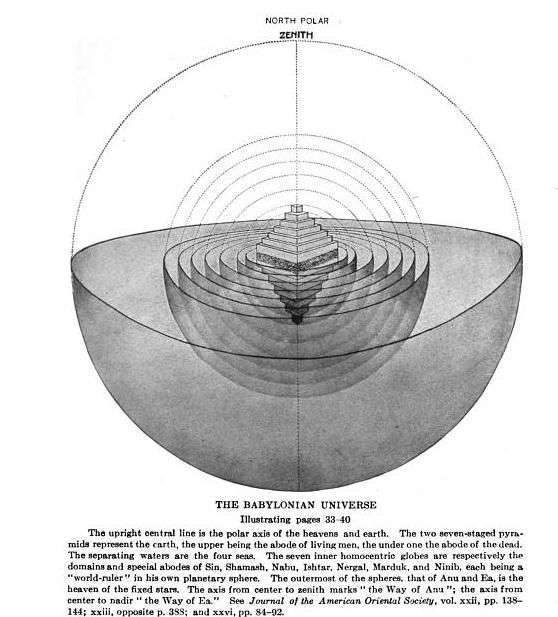 NORTH POLAR
ZENITH
THE BABYLONIAN UNIVERSE
Illustrating pages 33-40
The upright central line is the polar axis of the heavens and earth. The two seven-staged pyra-
mids represent the earth, the upper being the abode of living men, the under one the abode of the dead.
The separating waters are the four seas. The seven inner homocentric globes are respectively the
domains and special abodes of Sin, Shamash, Nabu, Ishtar, Nergal, Marduk, and Ninib, each being a
"world-ruler" in his own planetary sphere. The outermost of the spheres, that of Anu and Ea, is the
heaven of the fixed stars. The axis from center to zenith marks "the Way of Anu"; the axis from
center to nadir "the Way of Ea." See Journal of the American Oriental Society, vol. xxii, pp. 138-
144; xxiii, opposite p. 388; and xxvi, pp. 84-92.